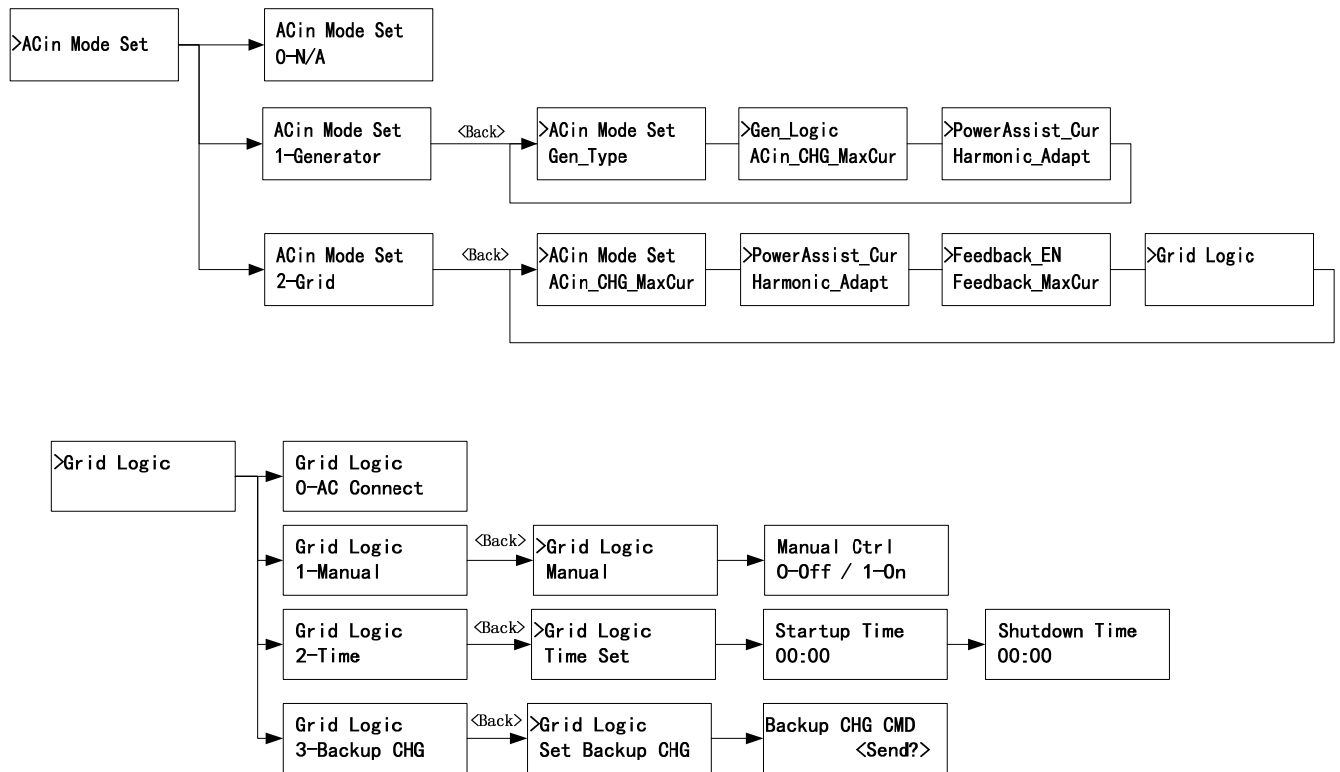 >ACin Mode Set
ACin Mode Set
0-N/A
ACin Mode Set
1-Generator
<Back>
>ACin Mode Set
Gen_Type
>Gen_Logic
ACin_CHG_MaxCur
>PowerAssist_Cur
Harmonic_Adapt
ACin Mode Set
2-Grid
<Back>
>ACin Mode Set
ACin_CHG_MaxCur
>PowerAssist_Cur
Harmonic_Adapt
>Feedback_EN
Feedback_MaxCur
>Grid Logic
>Grid Logic
Grid Logic
0-AC Connect
Grid Logic
1-Manual
<Back>
>Grid Logic
Manual
Manual Ctrl
0-Off / 1-On
Grid Logic
2-Time
<Back>
>Grid Logic
Time Set
Startup Time
00:00
Shutdown Time
00:00
Grid Logic
3-Backup CHG
<Back>
>Grid Logic
Set Backup CHG
Backup CHG CMD
<Send?>